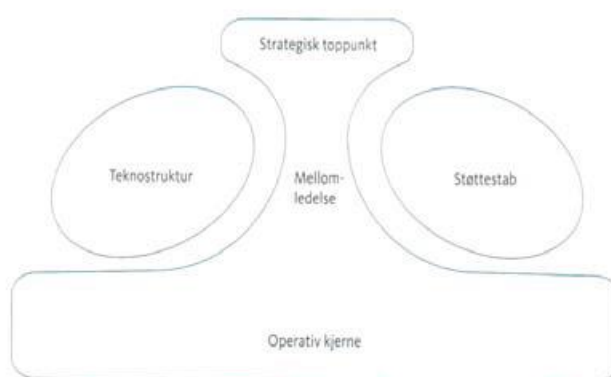 Strategisk toppunkt
Teknostruktur
Mellom-
ledelse
Støttestab
Operativ kjerne